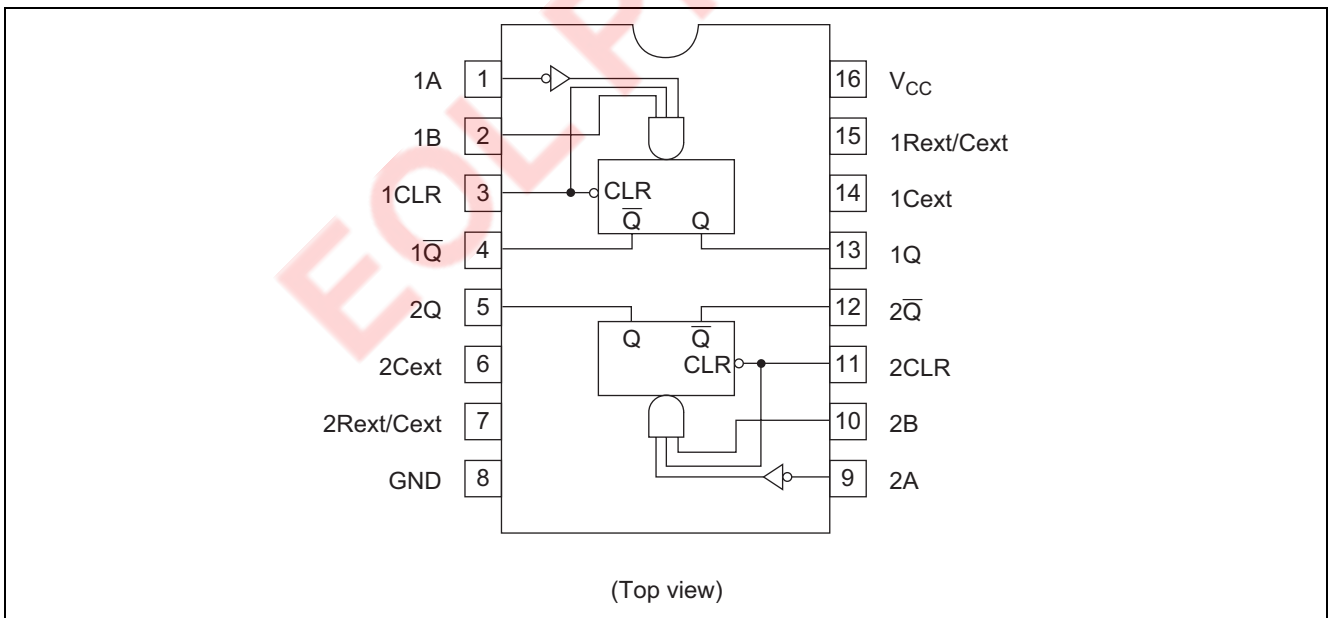 EOL P
1A 1 16 VCC
1B 2 15 1Rext/Cext
1CLR 3 CLR 14 1Cext
Q̅ Q
1Q̅ 4 13 1Q
2Q 5 12 2Q̅
Q Q̅
2Cext 6 CLR 11 2CLR
2Rext/Cext 7 10 2B
GND 8 9 2A
(Top view)